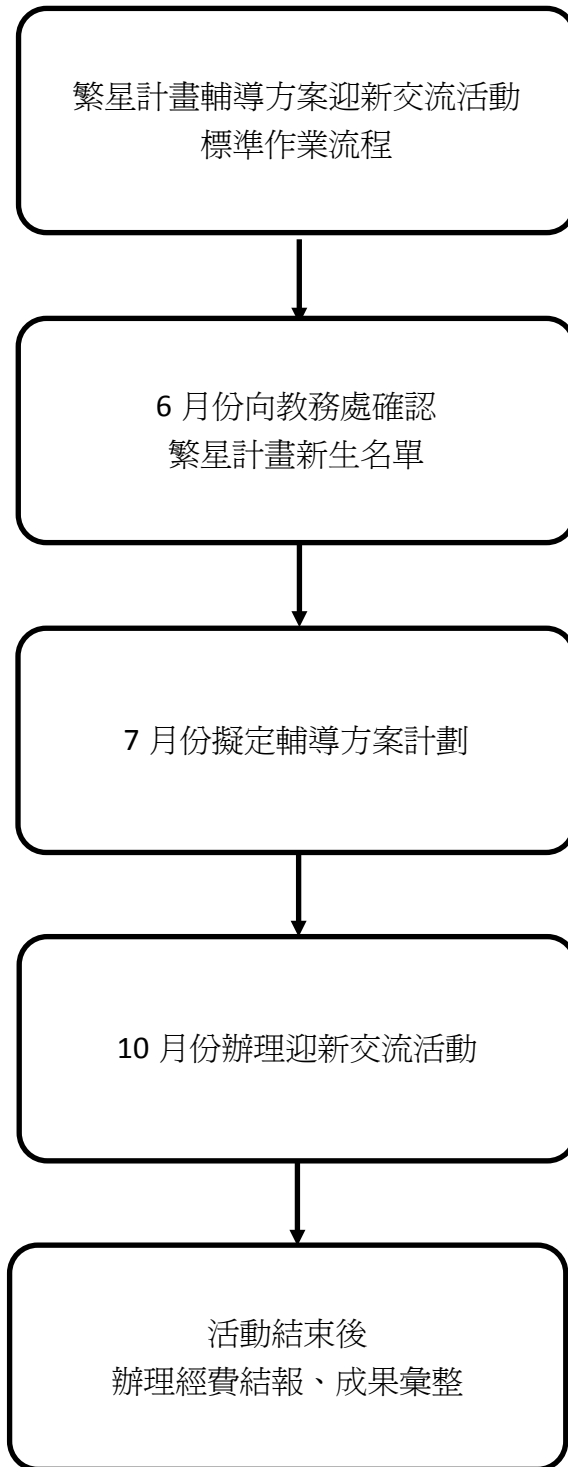 繁星計畫輔導方案迎新交流活動
標準作業流程
6 月份向教務處確認
繁星計畫新生名單
7 月份擬定輔導方案計劃
10 月份辦理迎新交流活動
活動結束後
辦理經費結報、成果彙整